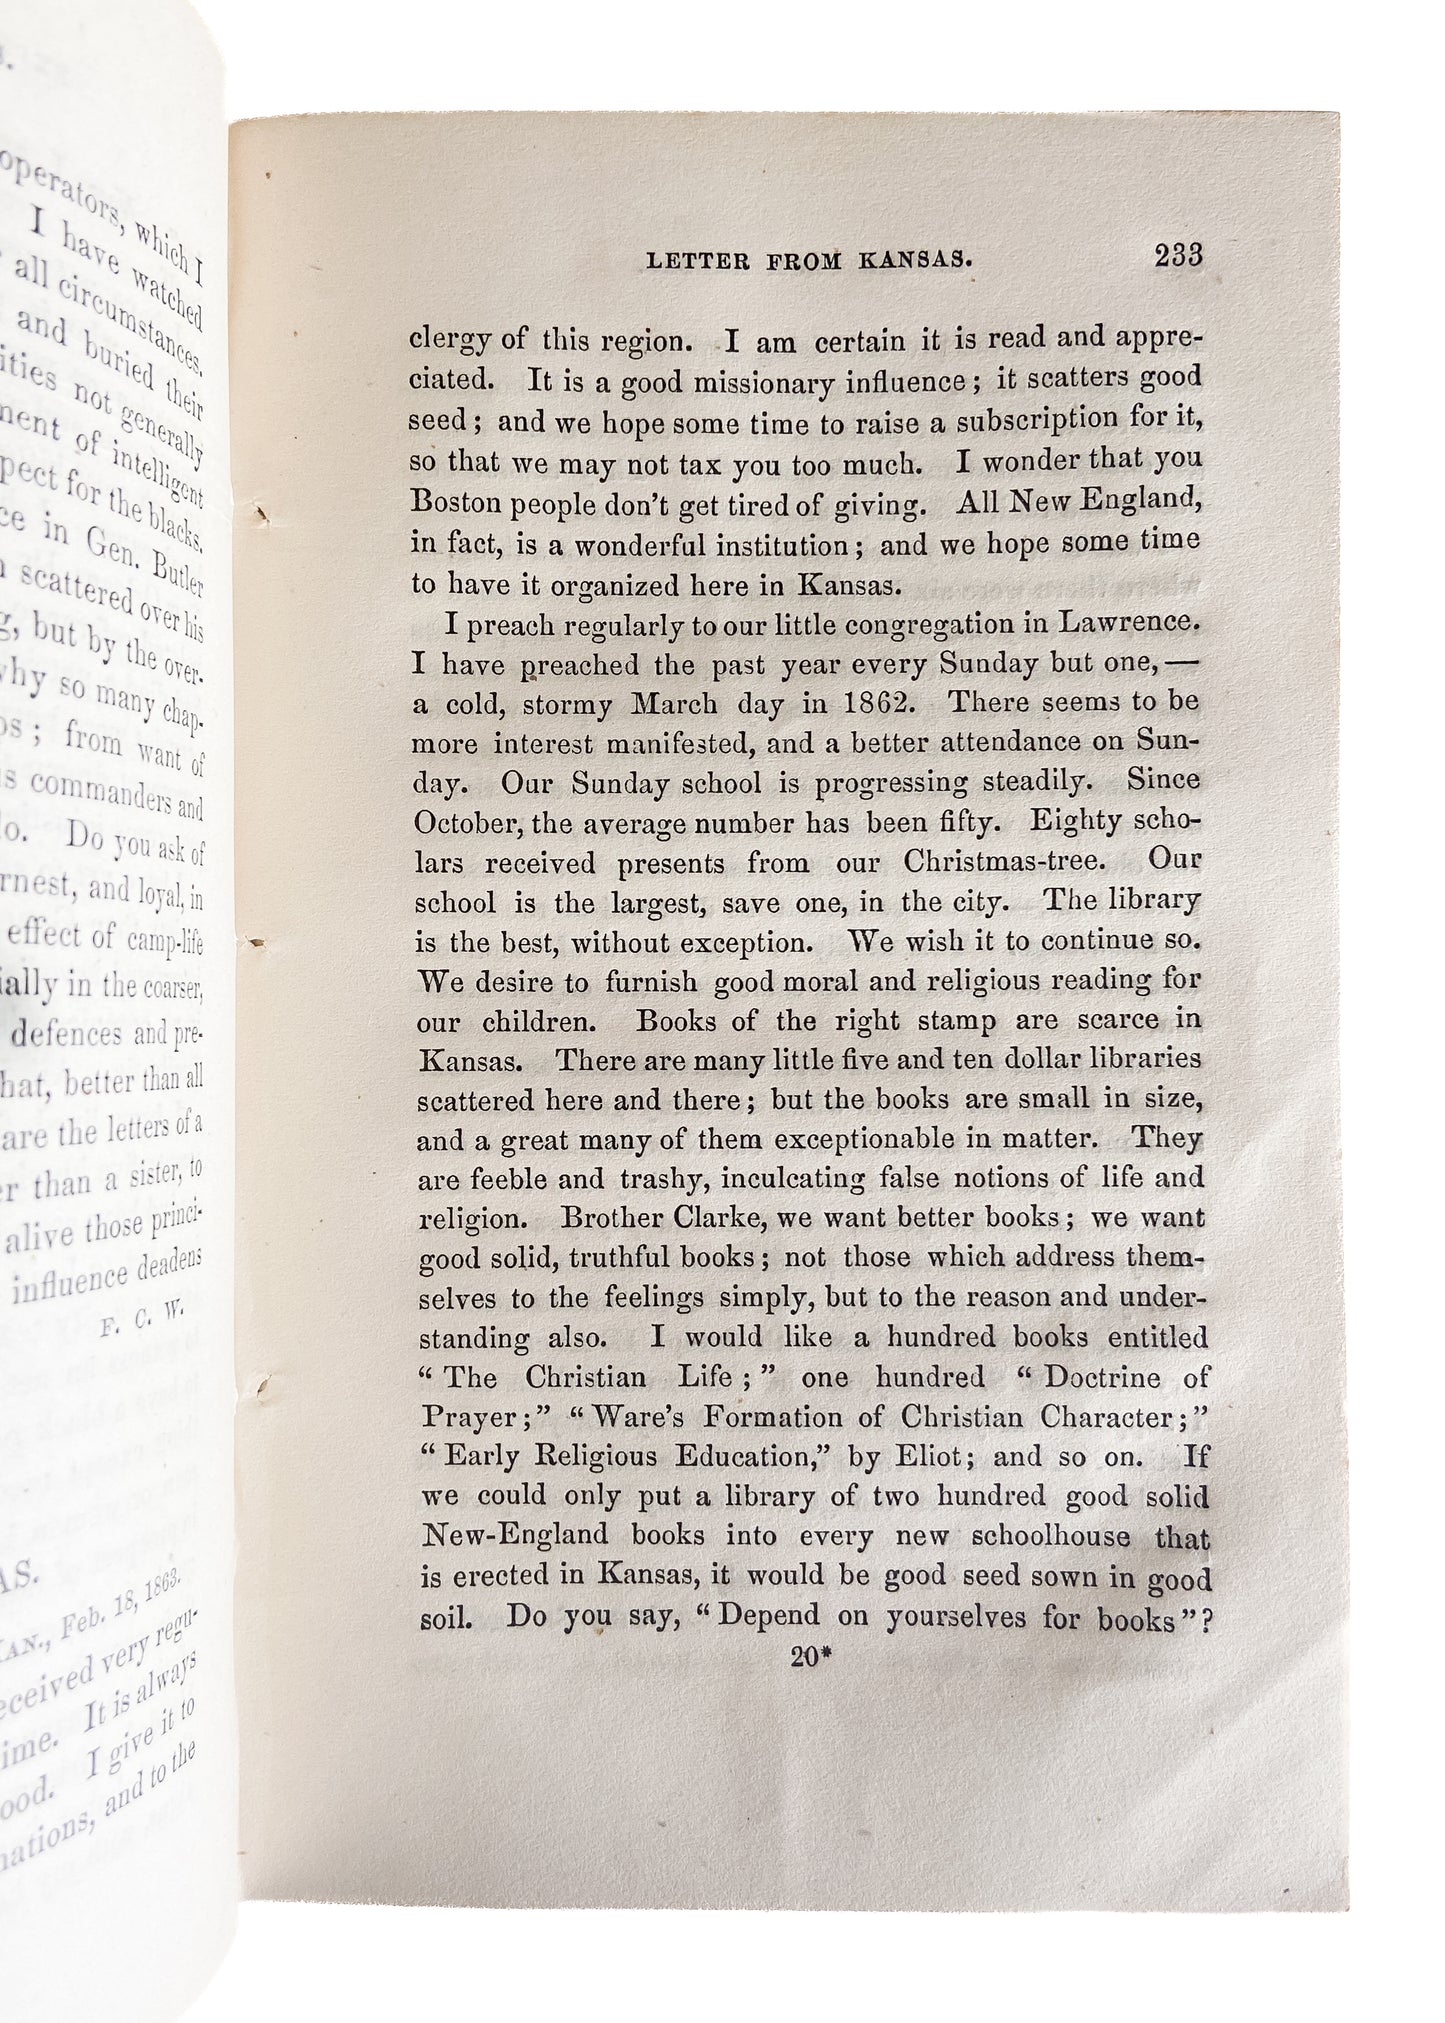 s.
operators, which I
I have watched
all circumstances.
and buried their
not generally
of intelligent
for the blacks.
in Gen. Butler
scattered over his
but by the over-
so many chap-
; from want of
commanders and
Do you ask of
and loyal, in
effect of camp-life
in the coarser,
defences and pre-
better than all
are the letters of a
than a sister, to
alive those princi-
influence deadens
F. C. W.
Feb. 18, 1863.
very regu-
It is always
I give it to
and to the
LETTER FROM KANSAS. 233
clergy of this region. I am certain it is read and appre-
ciated. It is a good missionary influence; it scatters good
seed; and we hope some time to raise a subscription for it,
so that we may not tax you too much. I wonder that you
Boston people don't get tired of giving. All New England,
in fact, is a wonderful institution; and we hope some time
to have it organized here in Kansas.
I preach regularly to our little congregation in Lawrence.
I have preached the past year every Sunday but one,—
a cold, stormy March day in 1862. There seems to be
more interest manifested, and a better attendance on Sun-
day. Our Sunday school is progressing steadily. Since
October, the average number has been fifty. Eighty scho-
lars received presents from our Christmas-tree. Our
school is the largest, save one, in the city. The library
is the best, without exception. We wish it to continue so.
We desire to furnish good moral and religious reading for
our children. Books of the right stamp are scarce in
Kansas. There are many little five and ten dollar libraries
scattered here and there; but the books are small in size,
and a great many of them exceptionable in matter. They
are feeble and trashy, inculcating false notions of life and
religion. Brother Clarke, we want better books; we want
good solid, truthful books; not those which address them-
selves to the feelings simply, but to the reason and under-
standing also. I would like a hundred books entitled
"The Christian Life;" one hundred "Doctrine of
Prayer;" "Ware's Formation of Christian Character;"
"Early Religious Education," by Eliot; and so on. If
we could only put a library of two hundred good solid
New-England books into every new schoolhouse that
is erected in Kansas, it would be good seed sown in good
soil. Do you say, "Depend on yourselves for books"?
20*